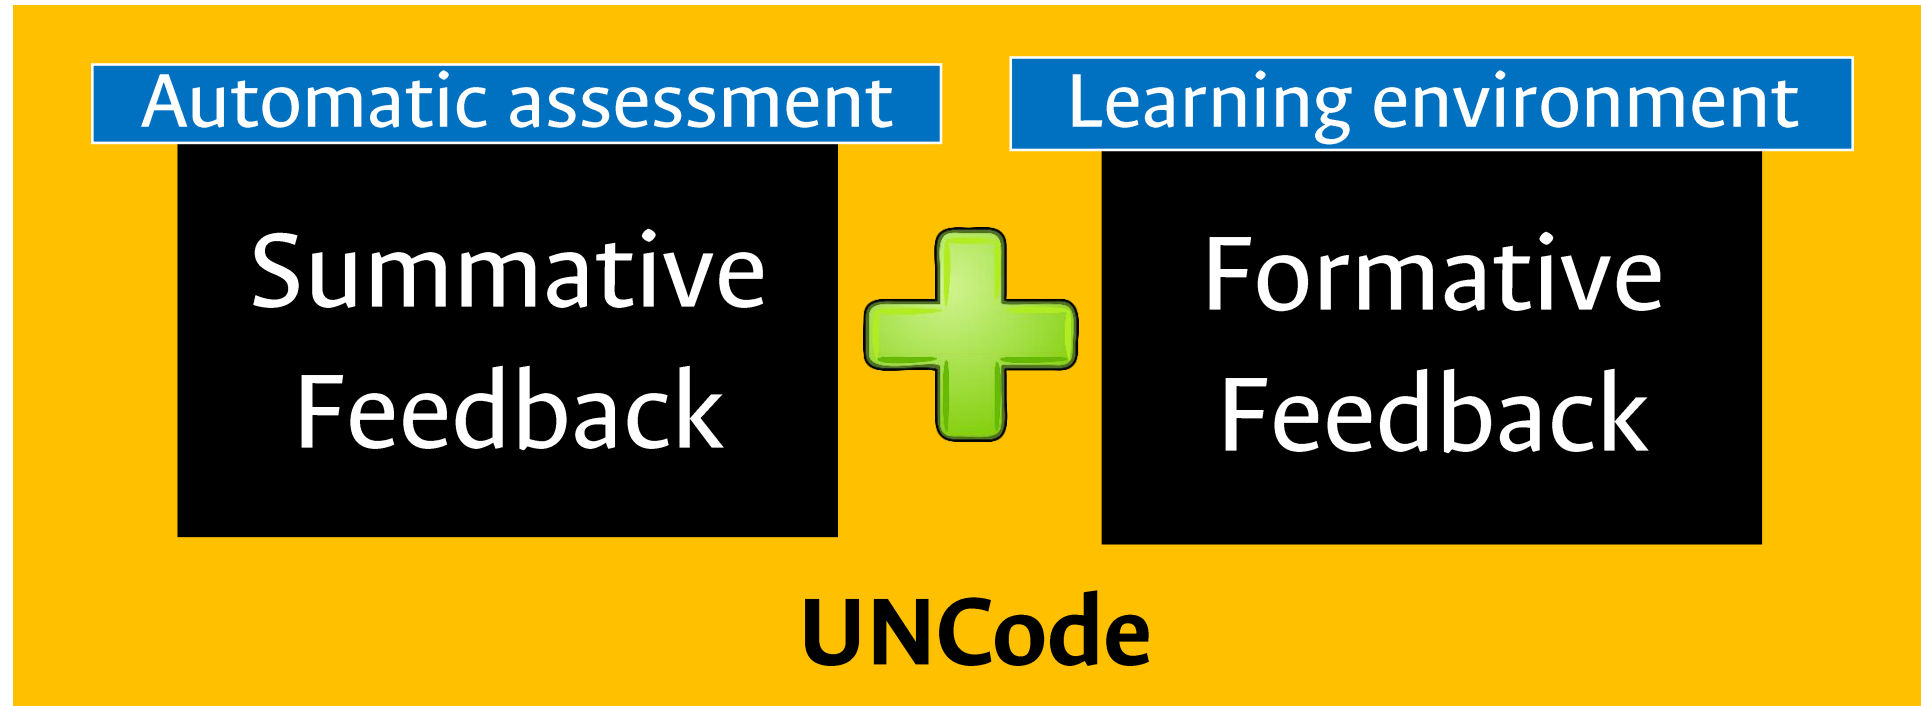 Automatic assessment
Summative
Feedback
Learning environment
Formative
Feedback
UNCode